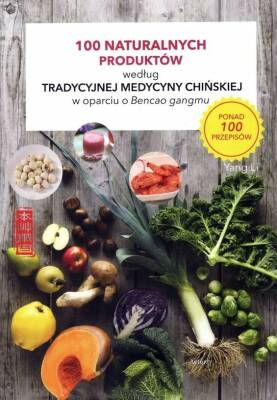 100 NATURALNYCH
PRODUKTÓW
według
TRADYCYJNEJ MEDYCYNY CHIŃSKIEJ
w oparciu o Bencao gangmu
PONAD
100
PRZEPISÓW
Yang Li